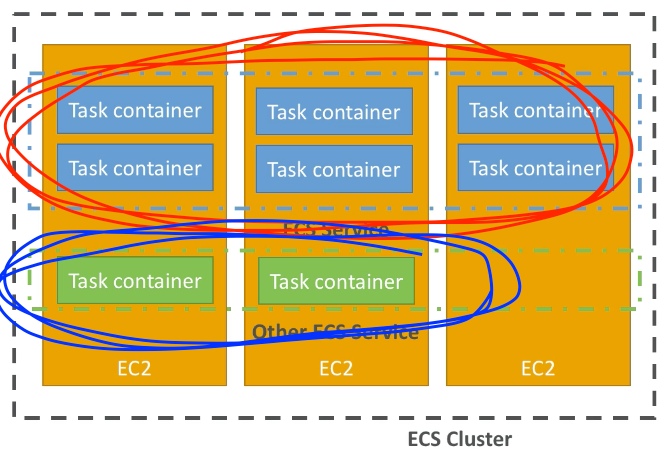 Task container Task container Task container
Task container Task container Task container
ECS Service
Task container Task container
Other ECS Service
EC2 EC2 EC2
ECS Cluster